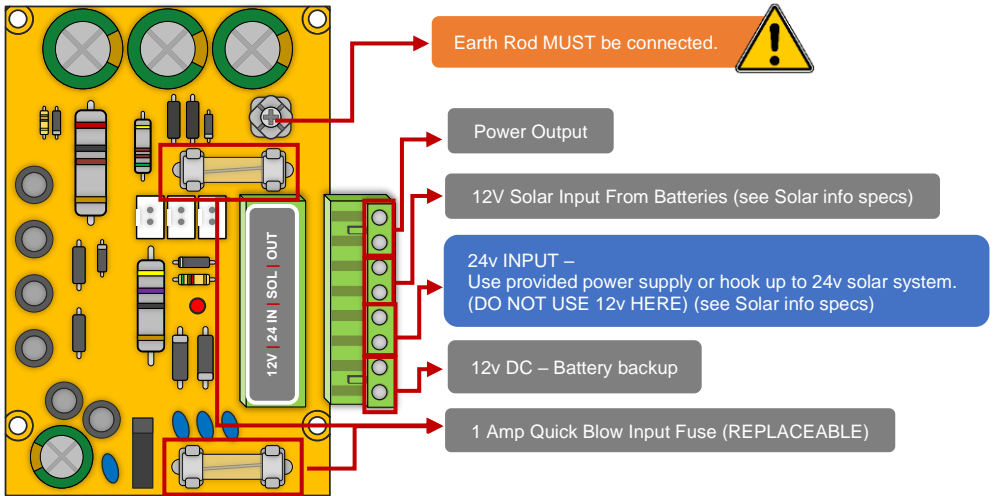 Earth Rod MUST be connected.
Power Output
12V Solar Input From Batteries (see Solar info specs)
24v INPUT –
Use provided power supply or hook up to 24v solar system.
(DO NOT USE 12v HERE) (see Solar info specs)
12v DC – Battery backup
1 Amp Quick Blow Input Fuse (REPLACEABLE)
12V | 24 IN | SOL | OUT